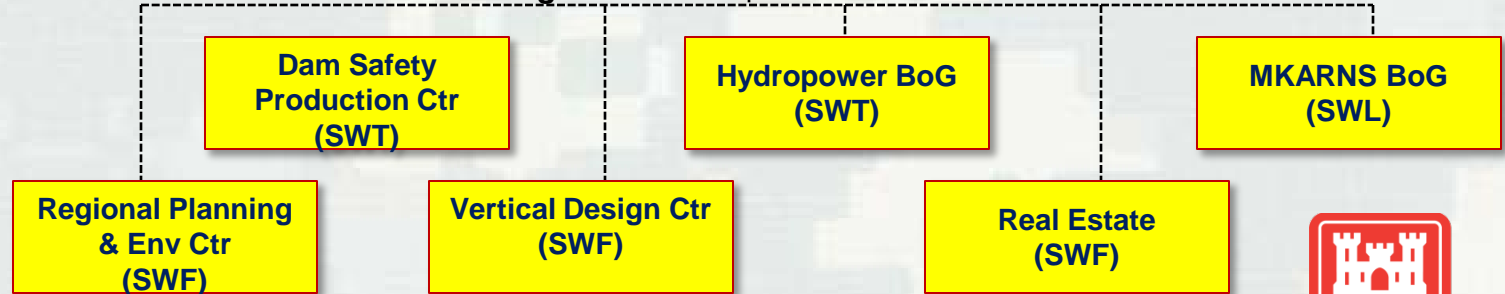 Dam Safety
Production Ctr
(SWT)
Hydropower BoG
(SWT)
MKARNS BoG
(SWL)
Regional Planning
& Env Ctr
(SWF)
Vertical Design Ctr
(SWF)
Real Estate
(SWF)